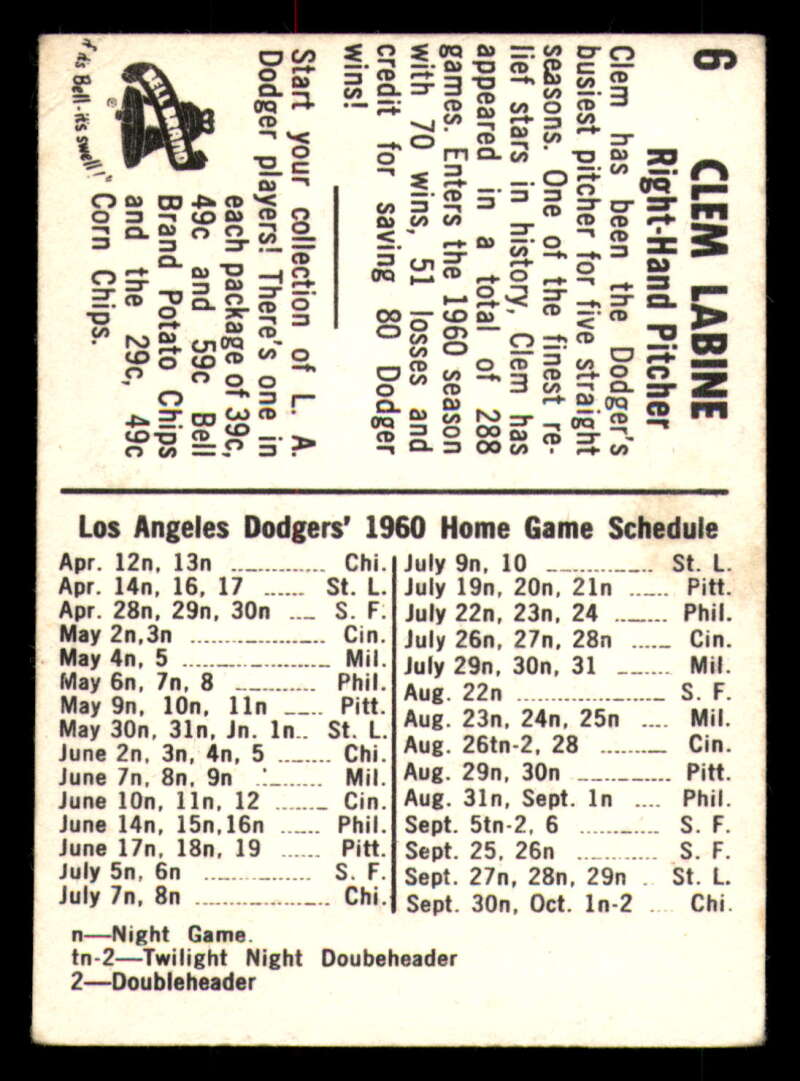 6
CLEM LABINE
Right-Hand Pitcher
Clem has been the Dodger's
busiest pitcher for five straight
seasons. One of the finest re-
lief stars in history, Clem has
appeared in a total of 288
games. Enters the 1960 season
with 70 wins, 51 losses and
credit for saving 80 Dodger
wins!
Start your collection of L. A.
Dodger players! There's one in
each package of 39c,
49c and 59c Bell
Brand Potato Chips
and the 29c, 49c
Corn Chips.
BELL BRAND
®
"if it's Bell-it's swell!"
Los Angeles Dodgers' 1960 Home Game Schedule
Apr. 12n, 13n ............ Chi.
Apr. 14n, 16, 17 ...... St. L.
Apr. 28n, 29n, 30n .... S. F.
May 2n,3n .................. Cin.
May 4n, 5 .................... Mil.
May 6n, 7n, 8 ............ Phil.
May 9n, 10n, 11n ...... Pitt.
May 30n, 31n, Jn. 1n.. St. L.
June 2n, 3n, 4n, 5 ........ Chi.
June 7n, 8n, 9n ......... Mil.
June 10n, 11n, 12 ........ Cin.
June 14n, 15n,16n ...... Phil.
June 17n, 18n, 19 ...... Pitt.
July 5n, 6n ................ S. F.
July 7n, 8n .................. Chi.
July 9n, 10 ................ St. L.
July 19n, 20n, 21n ...... Pitt.
July 22n, 23n, 24 ........ Phil.
July 26n, 27n, 28n ...... Cin.
July 29n, 30n, 31 ........ Mil.
Aug. 22n ...................... S. F.
Aug. 23n, 24n, 25n .... Mil.
Aug. 26tn-2, 28 .......... Cin.
Aug. 29n, 30n .............. Pitt.
Aug. 31n, Sept. 1n .... Phil.
Sept. 5tn-2, 6 ............ S. F.
Sept. 25, 26n ............ S. F.
Sept. 27n, 28n, 29n .. St. L.
Sept. 30n, Oct. 1n-2 .... Chi.
n—Night Game.
tn-2—Twilight Night Doubeheader
2—Doubleheader